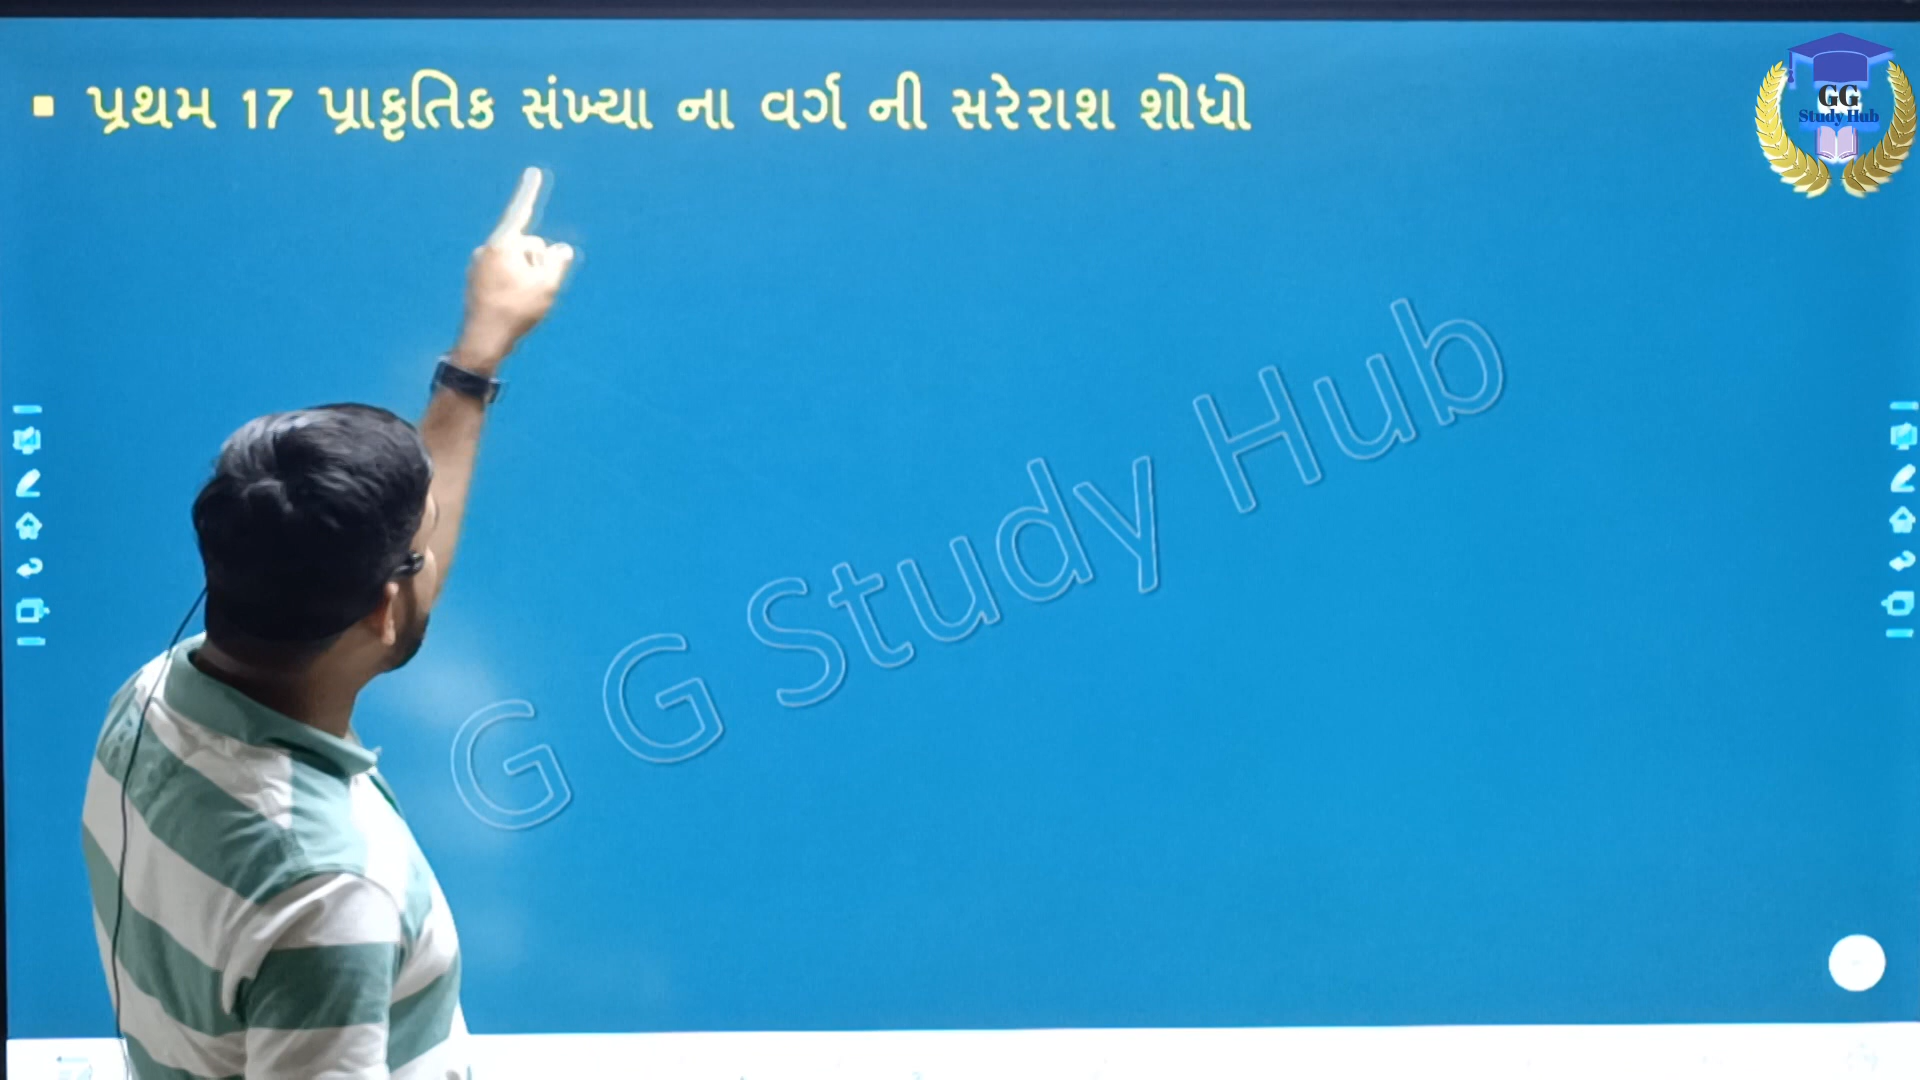 ▪ પ્રથમ 17 પ્રાકૃતિક સંખ્યા ના વર્ગ ની સરેરાશ શોધો
GG
Study Hub
G G Study Hub